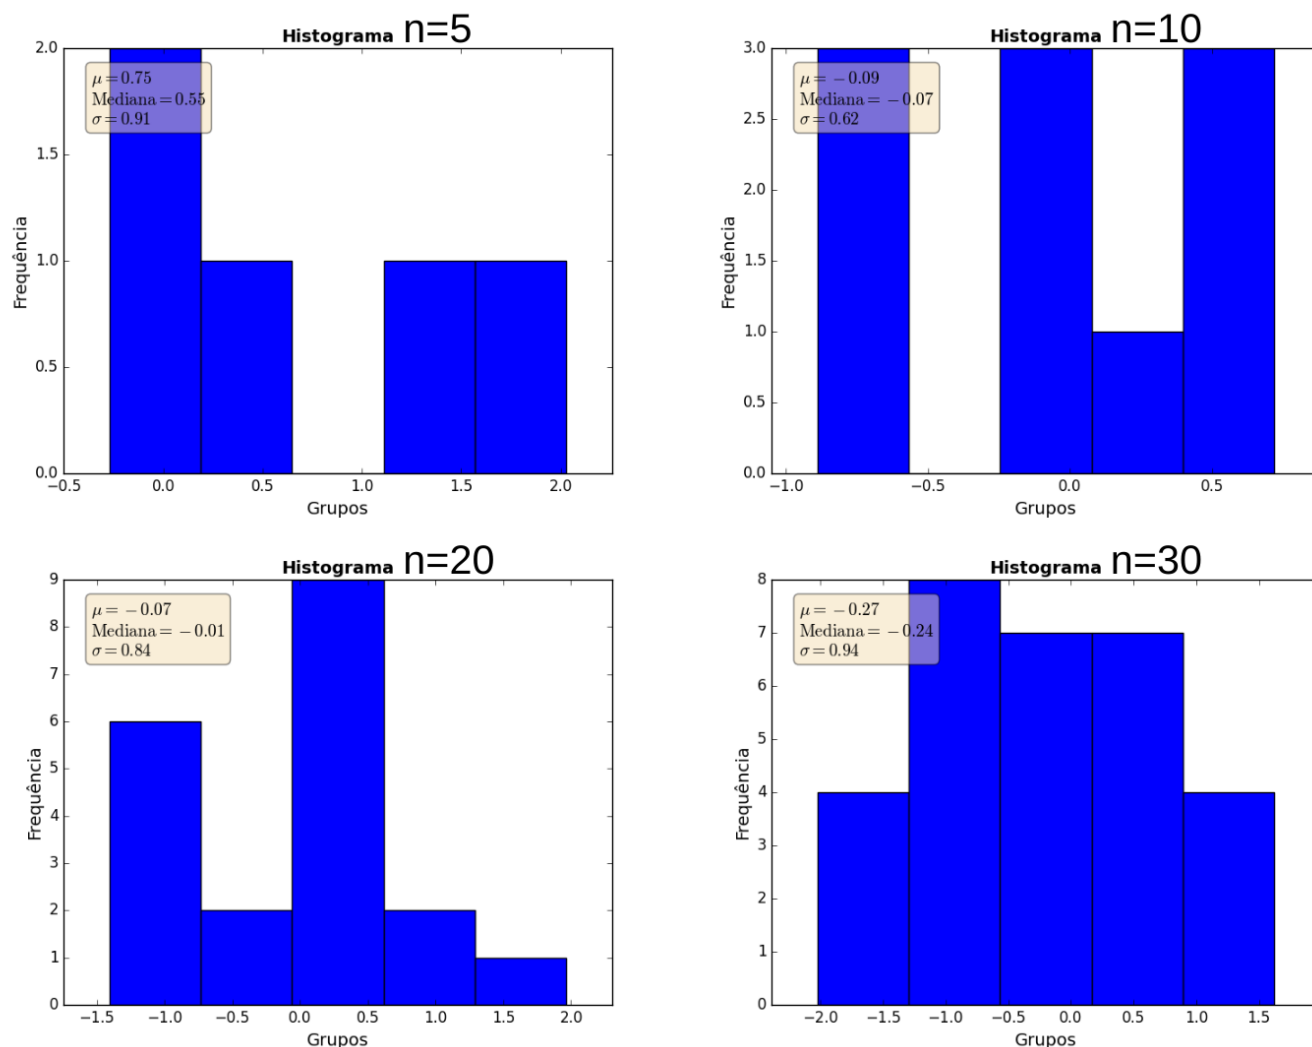 Histograma n=5
μ = 0.75
Mediana = 0.55
σ = 0.91
Frequência
2.0
1.5
1.0
0.5
0.0
−0.5 0.0 0.5 1.0 1.5 2.0
Grupos
Histograma n=10
μ = −0.09
Mediana = −0.07
σ = 0.62
Frequência
3.0
2.5
2.0
1.5
1.0
0.5
0.0
−1.0 −0.5 0.0 0.5
Grupos
Histograma n=20
μ = −0.07
Mediana = −0.01
σ = 0.84
Frequência
9
8
7
6
5
4
3
2
1
0
−1.5 −1.0 −0.5 0.0 0.5 1.0 1.5 2.0
Grupos
Histograma n=30
μ = −0.27
Mediana = −0.24
σ = 0.94
Frequência
8
7
6
5
4
3
2
1
0
−2.0 −1.5 −1.0 −0.5 0.0 0.5 1.0 1.5
Grupos